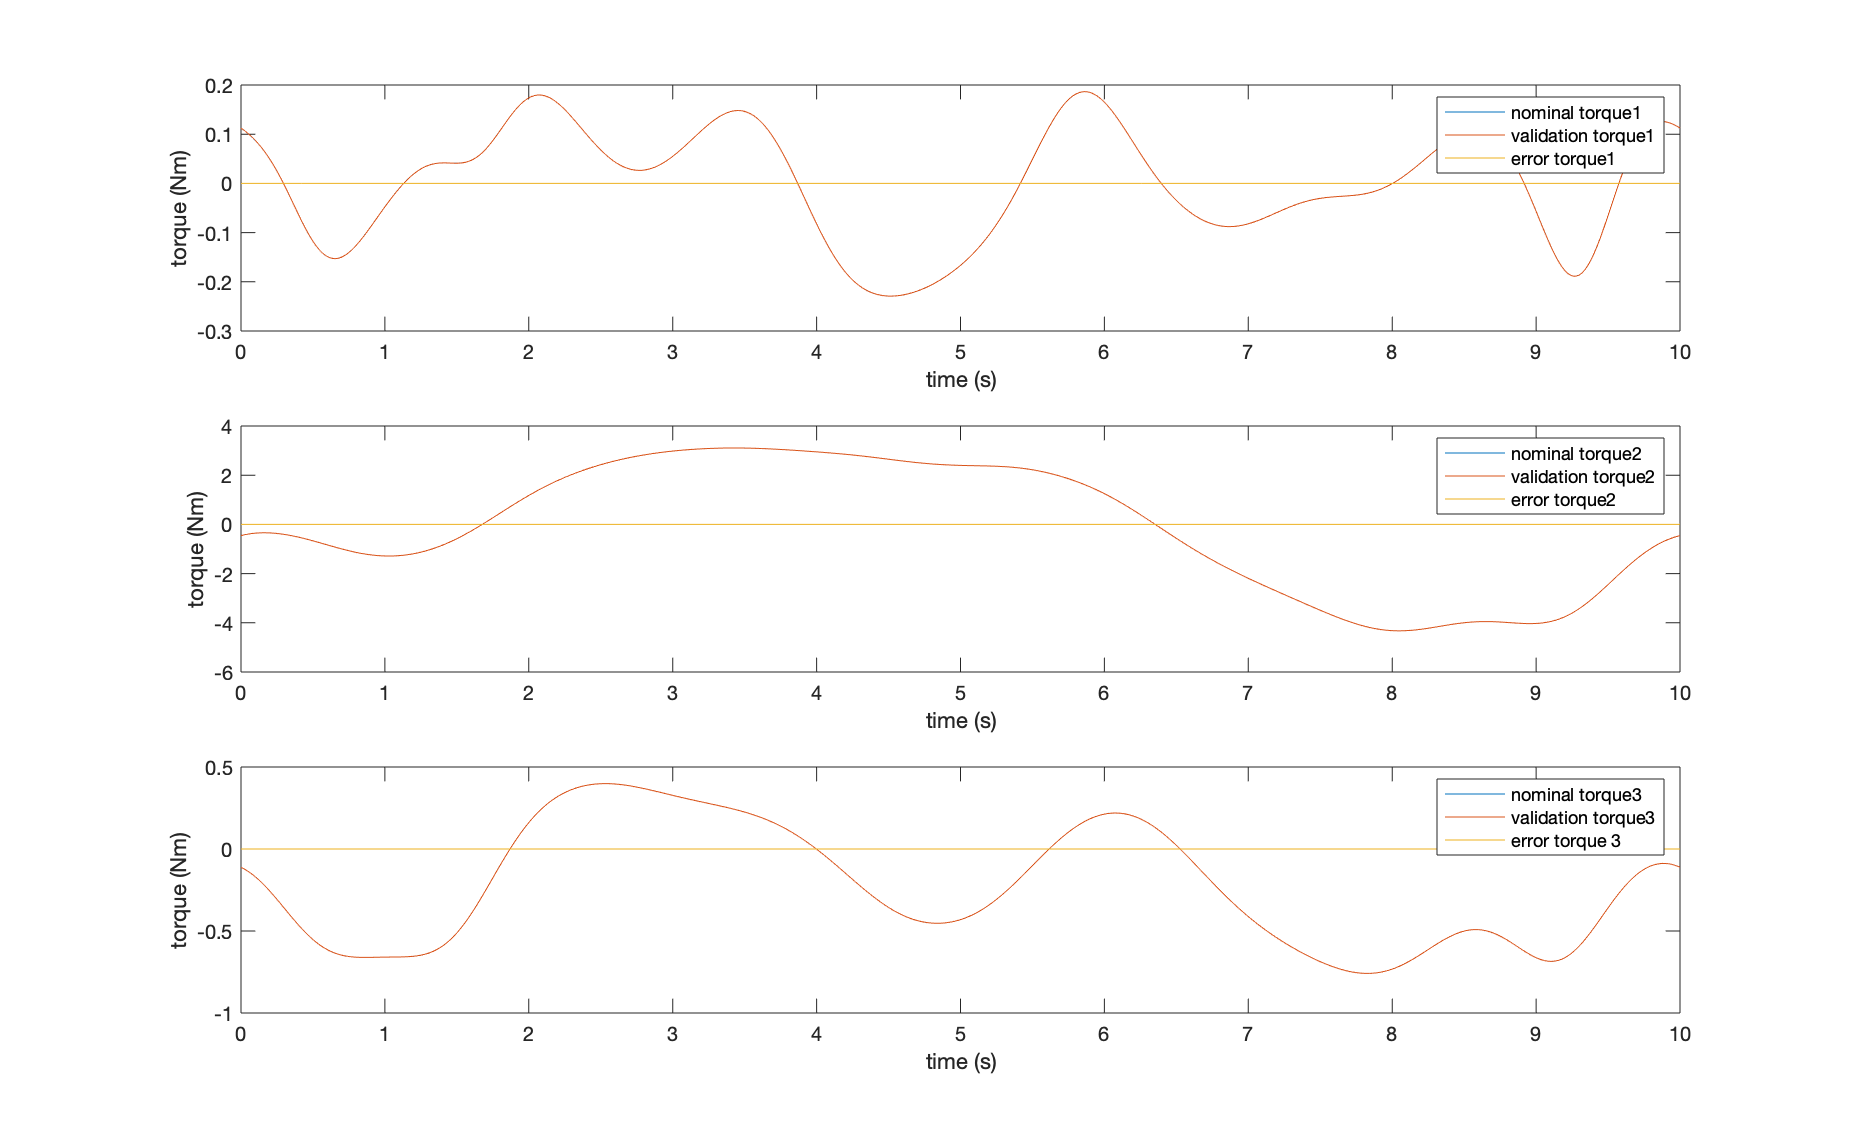 0.2
0.1
0
-0.1
-0.2
-0.3
torque (Nm)
nominal torque1
validation torque1
error torque1
0 1 2 3 4 5 6 7 8 9 10
time (s)
4
2
0
-2
-4
-6
torque (Nm)
nominal torque2
validation torque2
error torque2
0 1 2 3 4 5 6 7 8 9 10
time (s)
0.5
0
-0.5
-1
torque (Nm)
nominal torque3
validation torque3
error torque 3
0 1 2 3 4 5 6 7 8 9 10
time (s)